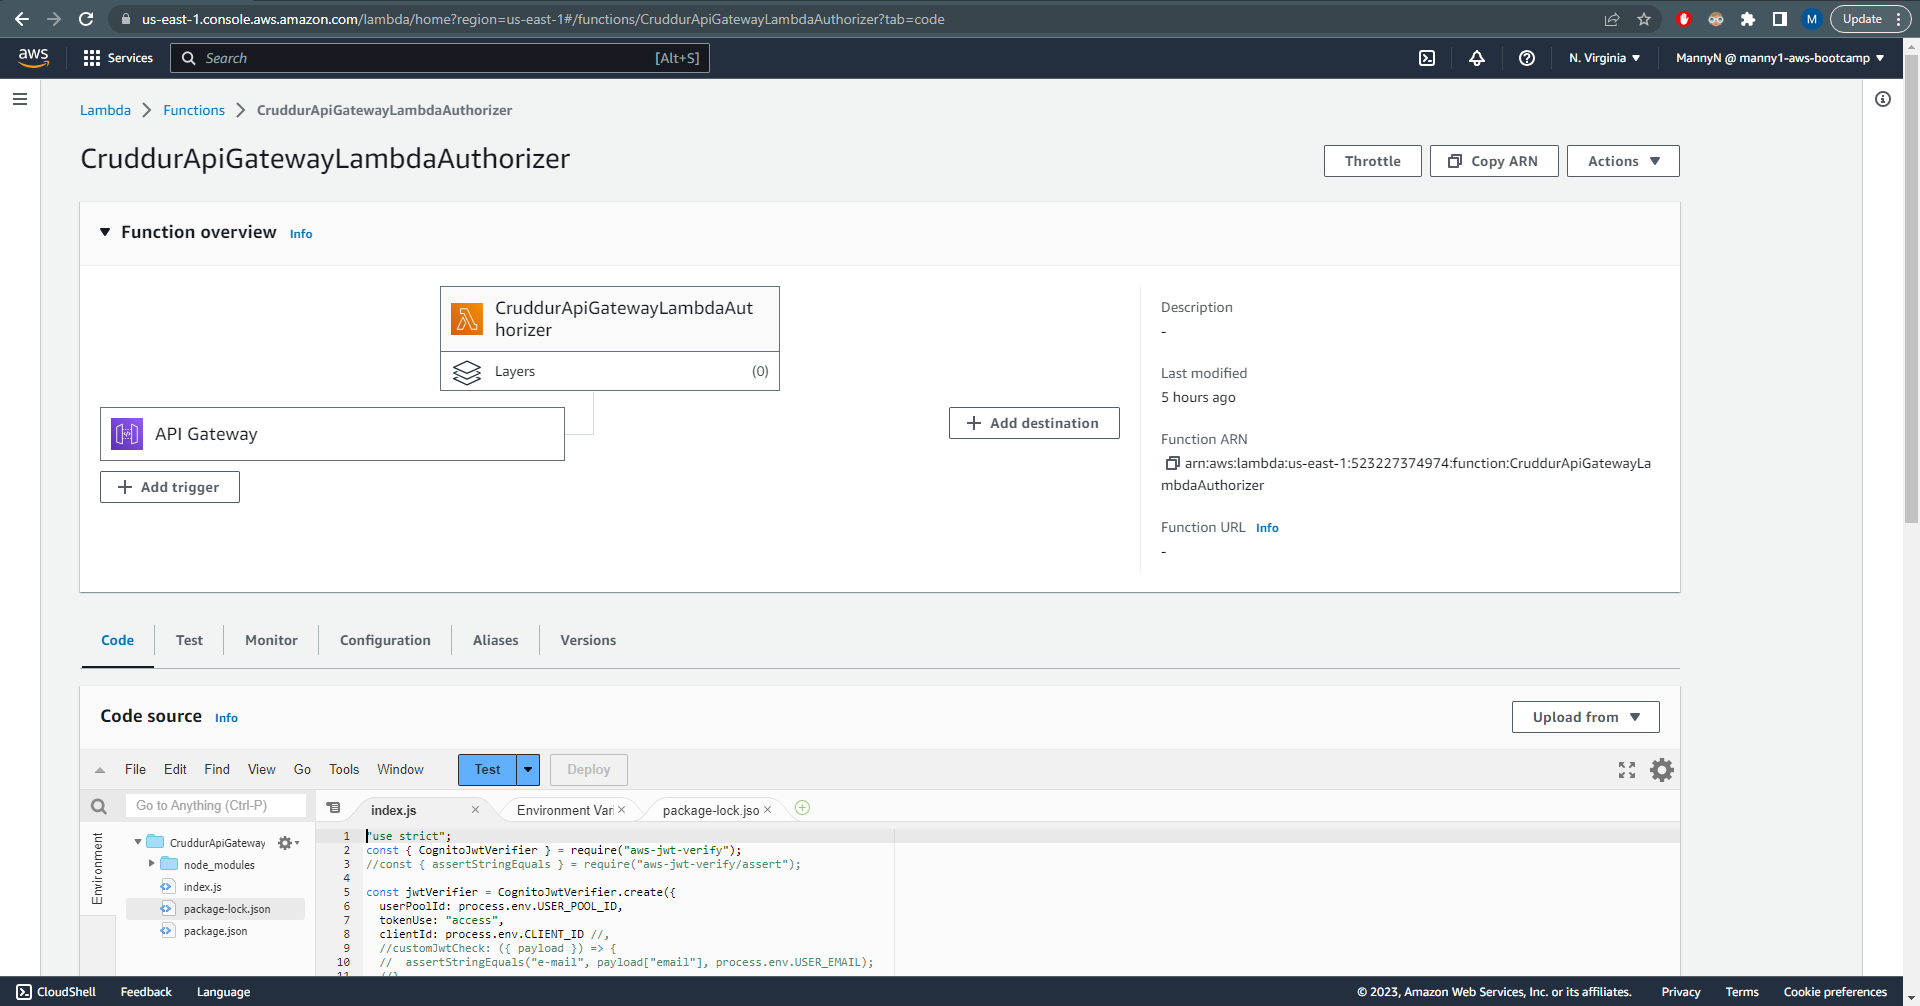 us-east-1.console.aws.amazon.com/lambda/home?region=us-east-1#/functions/CruddurApiGatewayLambdaAuthorizer?tab=code
M
Update
aws
Services
Search
[Alt+S]
N. Virginia
MannyN @ manny1-aws-bootcamp
Lambda
Functions
CruddurApiGatewayLambdaAuthorizer
CruddurApiGatewayLambdaAuthorizer
Throttle
Copy ARN
Actions
Function overview
Info
CruddurApiGatewayLambdaAut
horizer
Layers
(0)
API Gateway
+ Add trigger
+ Add destination
Description
-
Last modified
5 hours ago
Function ARN
arn:aws:lambda:us-east-1:523227374974:function:CruddurApiGatewayLa
mbdaAuthorizer
Function URL
Info
-
Code
Test
Monitor
Configuration
Aliases
Versions
Code source
Info
Upload from
File
Edit
Find
View
Go
Tools
Window
Test
Deploy
Go to Anything (Ctrl-P)
index.js
Environment Vari
package-lock.jso
Environment
CruddurApiGateway
node_modules
index.js
package-lock.json
package.json
1 "use strict";
2 const { CognitoJwtVerifier } = require("aws-jwt-verify");
3 //const { assertStringEquals } = require("aws-jwt-verify/assert");
4
5 const jwtVerifier = CognitoJwtVerifier.create({
6 userPoolId: process.env.USER_POOL_ID,
7 tokenUse: "access",
8 clientId: process.env.CLIENT_ID //,
9 //customJwtCheck: ({ payload }) => {
10 // assertStringEquals("e-mail", payload["email"], process.env.USER_EMAIL);
11 //}
CloudShell
Feedback
Language
© 2023, Amazon Web Services, Inc. or its affiliates.
Privacy
Terms
Cookie preferences